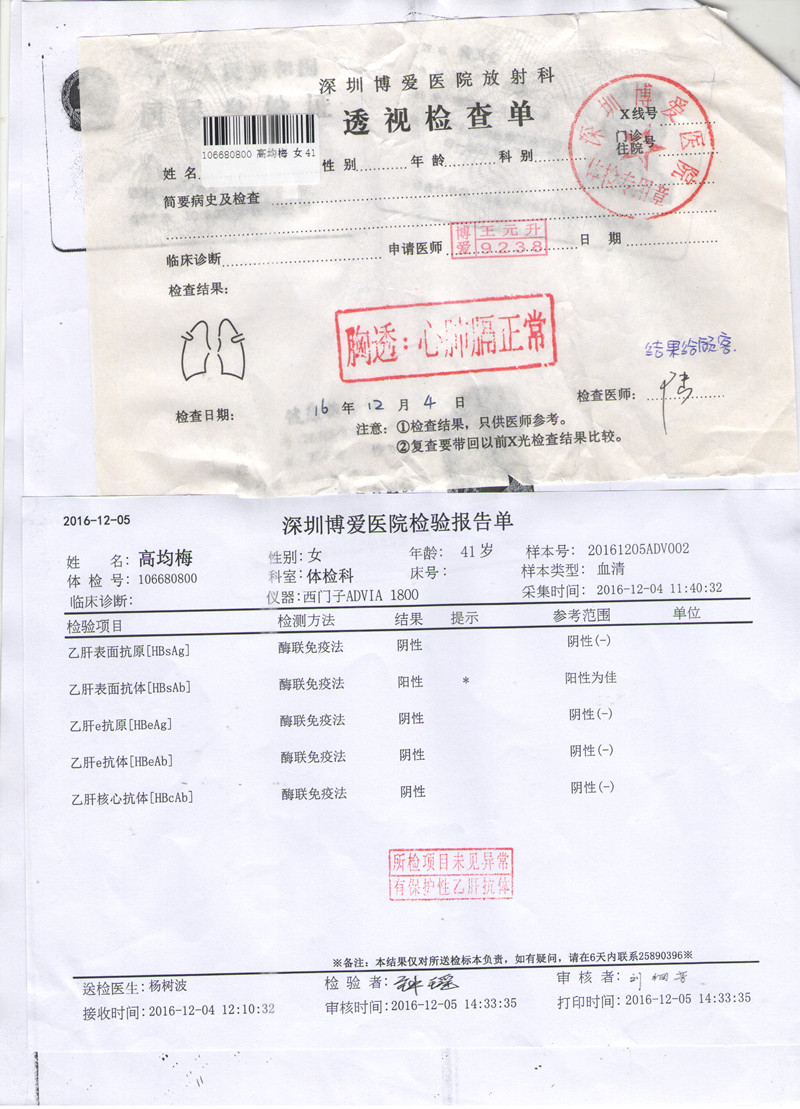 深圳博爱医院放射科
透视检查单
X线号
门诊
住院 号
深圳博爱医院
体检专用章
106680800 高均梅 女 41
姓 名 性 别 年 龄 科 别
简要病史及检查
临床诊断 申请医师 日 期
博爱 王元升 9238
检查结果:
胸透:心肺膈正常
结果给顾客.
检查医师:
检查日期: 16 年 12 月 4 日
注意: ①检查结果,只供医师参考。
②复查要带回以前X光检查结果比较。
2016-12-05
深圳博爱医院检验报告单
姓 名: 高均梅 性别: 女 年龄: 41 岁 样本号: 20161205ADV002
体 检 号: 106680800 科室: 体检科 床号: 样本类型: 血清
临床诊断: 仪器: 西门子ADVIA 1800 采集时间: 2016-12-04 11:40:32
检验项目 检测方法 结果 提示 参考范围 单位
乙肝表面抗原[HBsAg] 酶联免疫法 阴性 阴性(-)
乙肝表面抗体[HBsAb] 酶联免疫法 阳性 * 阳性为佳
乙肝e抗原[HBeAg] 酶联免疫法 阴性 阴性(-)
乙肝e抗体[HBeAb] 酶联免疫法 阴性 阴性(-)
乙肝核心抗体[HBcAb] 酶联免疫法 阴性 阴性(-)
所检项目未见异常
有保护性乙肝抗体
※备注: 本结果仅对所送检标本负责,如有疑问,请在6天内联系25890396※
送检医生: 杨树波 检 验 者: 审 核 者:
接收时间: 2016-12-04 12:10:32 审核时间: 2016-12-05 14:33:35 打印时间: 2016-12-05 14:33:35